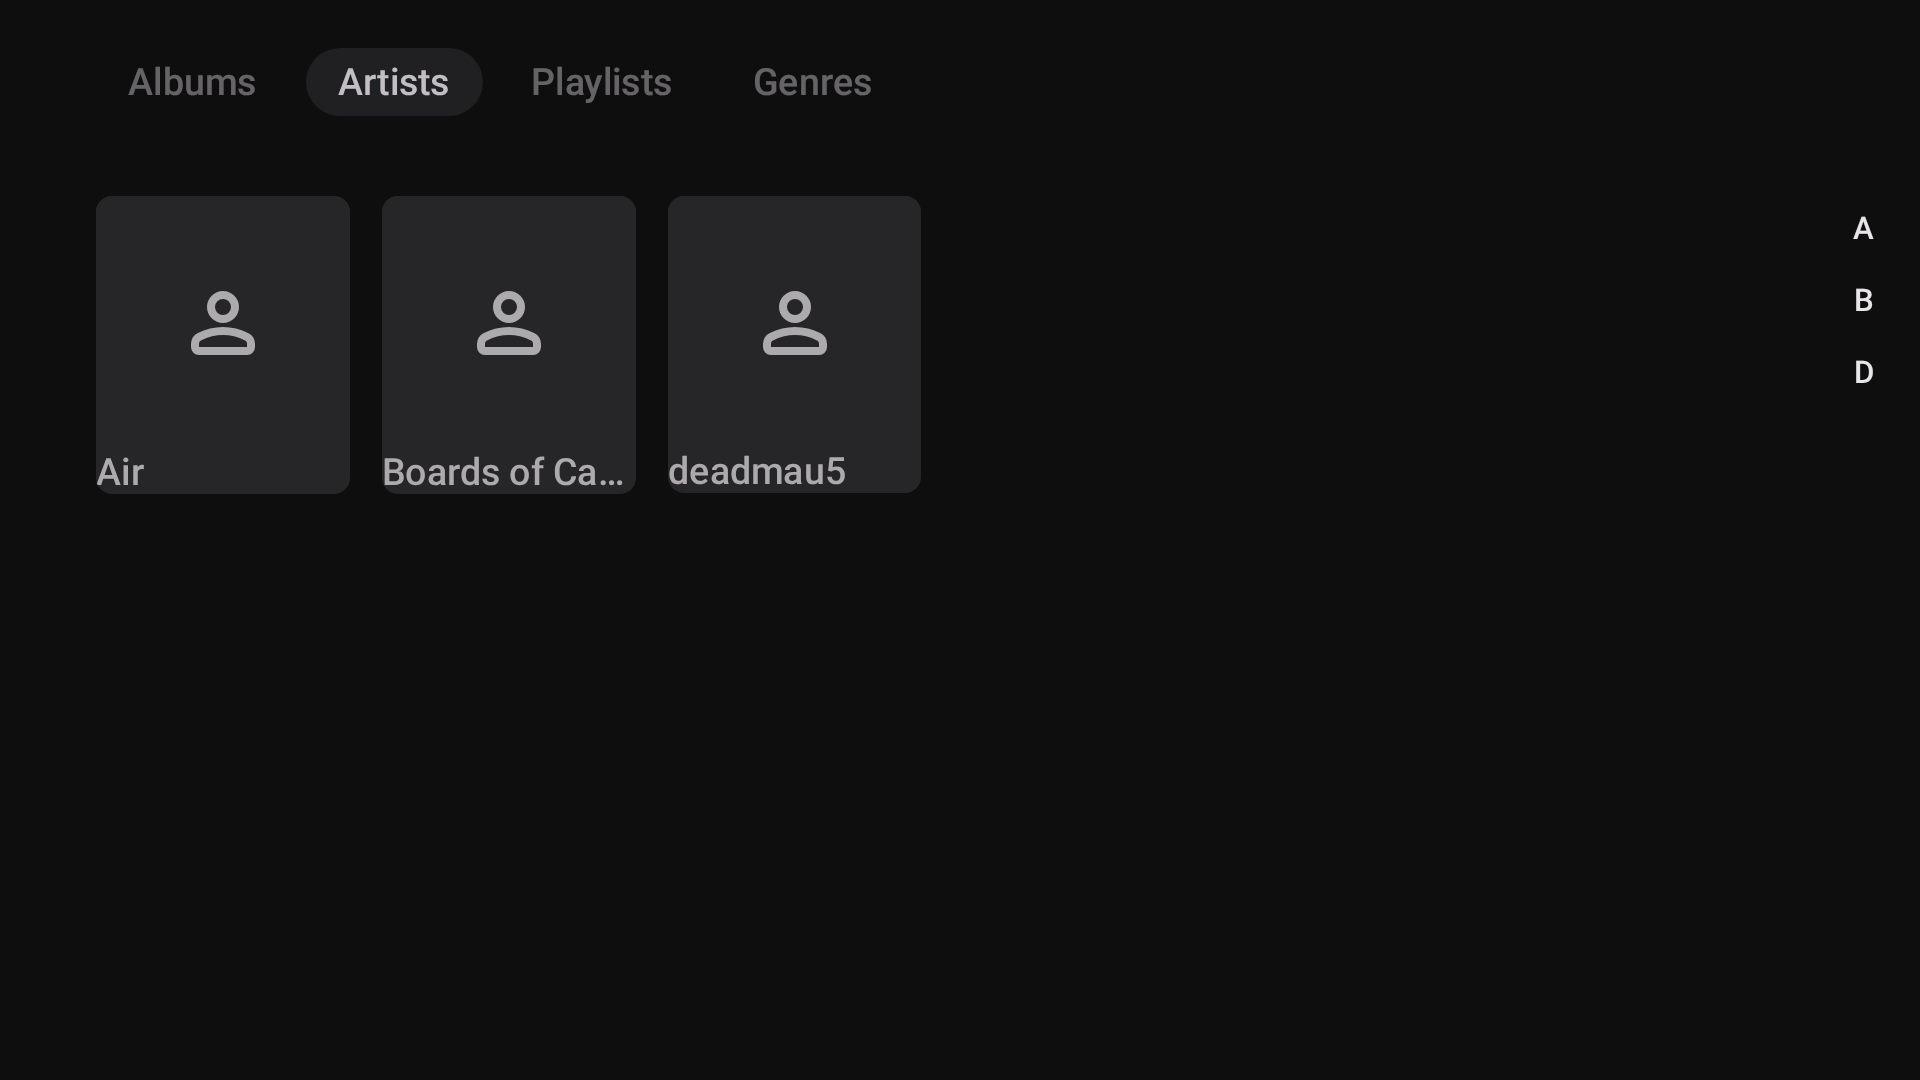 Albums Artists Playlists Genres
Air
Boards of Ca...
deadmau5
A
B
D